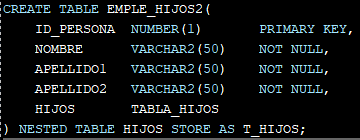 CREATE TABLE EMPLE_HIJOS2(
ID_PERSONA NUMBER(1) PRIMARY KEY,
NOMBRE VARCHAR2(50) NOT NULL,
APELLIDO1 VARCHAR2(50) NOT NULL,
APELLIDO2 VARCHAR2(50) NOT NULL,
HIJOS TABLA_HIJOS
) NESTED TABLE HIJOS STORE AS T_HIJOS;